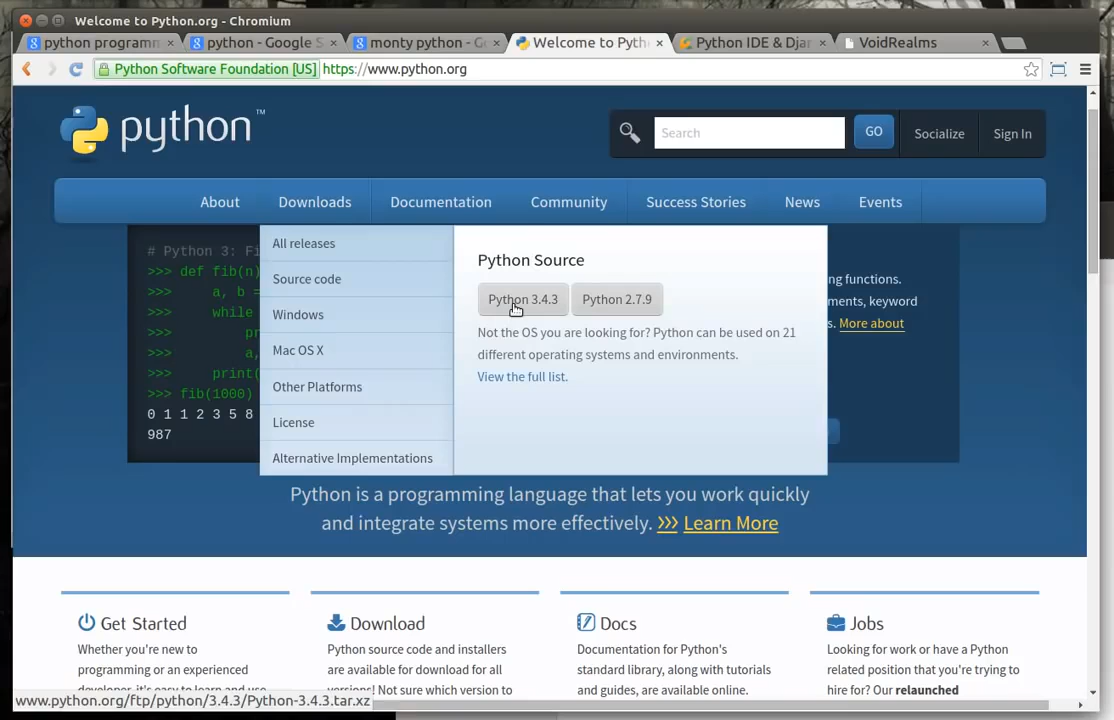 Welcome to Python.org - Chromium
python programm
python - Google S
monty python - Go
Welcome to Pyth
Python IDE & Djan
VoidRealms
Python Software Foundation [US]
https://www.python.org
python™
Search
GO
Socialize
Sign In
About
Downloads
Documentation
Community
Success Stories
News
Events
# Python 3: Fi
>>> def fib(n)
>>> a, b =
>>> while
>>> pr
>>> a,
>>> print(
>>> fib(1000)
0 1 1 2 3 5 8
987
All releases
Source code
Windows
Mac OS X
Other Platforms
License
Alternative Implementations
Python Source
Python 3.4.3
Python 2.7.9
Not the OS you are looking for? Python can be used on 21
different operating systems and environments.
View the full list.
ng functions.
ments, keyword
s. More about
Python is a programming language that lets you work quickly
and integrate systems more effectively. >>> Learn More
Get Started
Whether you're new to
programming or an experienced
developer, it's easy to learn and use
Download
Python source code and installers
are available for download for all
versions! Not sure which version to
Docs
Documentation for Python's
standard library, along with tutorials
and guides, are available online.
Jobs
Looking for work or have a Python
related position that you're trying to
hire for? Our relaunched
www.python.org/ftp/python/3.4.3/Python-3.4.3.tar.xz